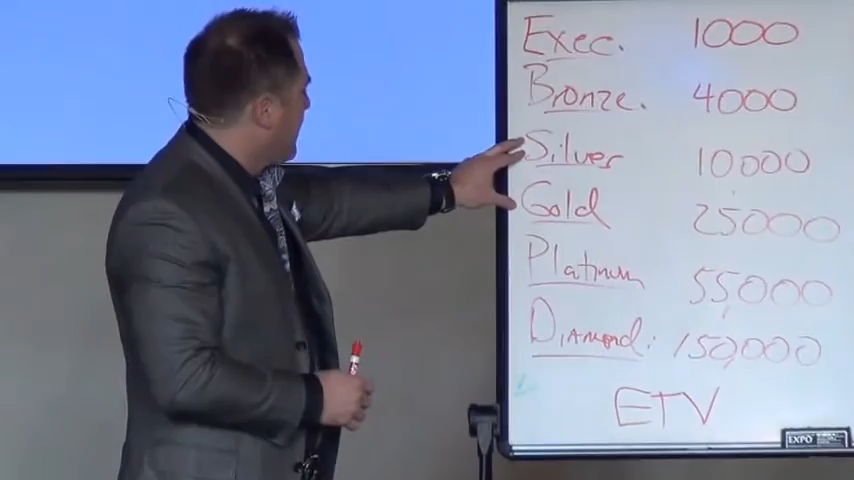 Exec. 1000
Bronze. 4000
Silver 10000
Gold 25000
Platinum 55,000
Diamond. 150,000
ETV
EXPO